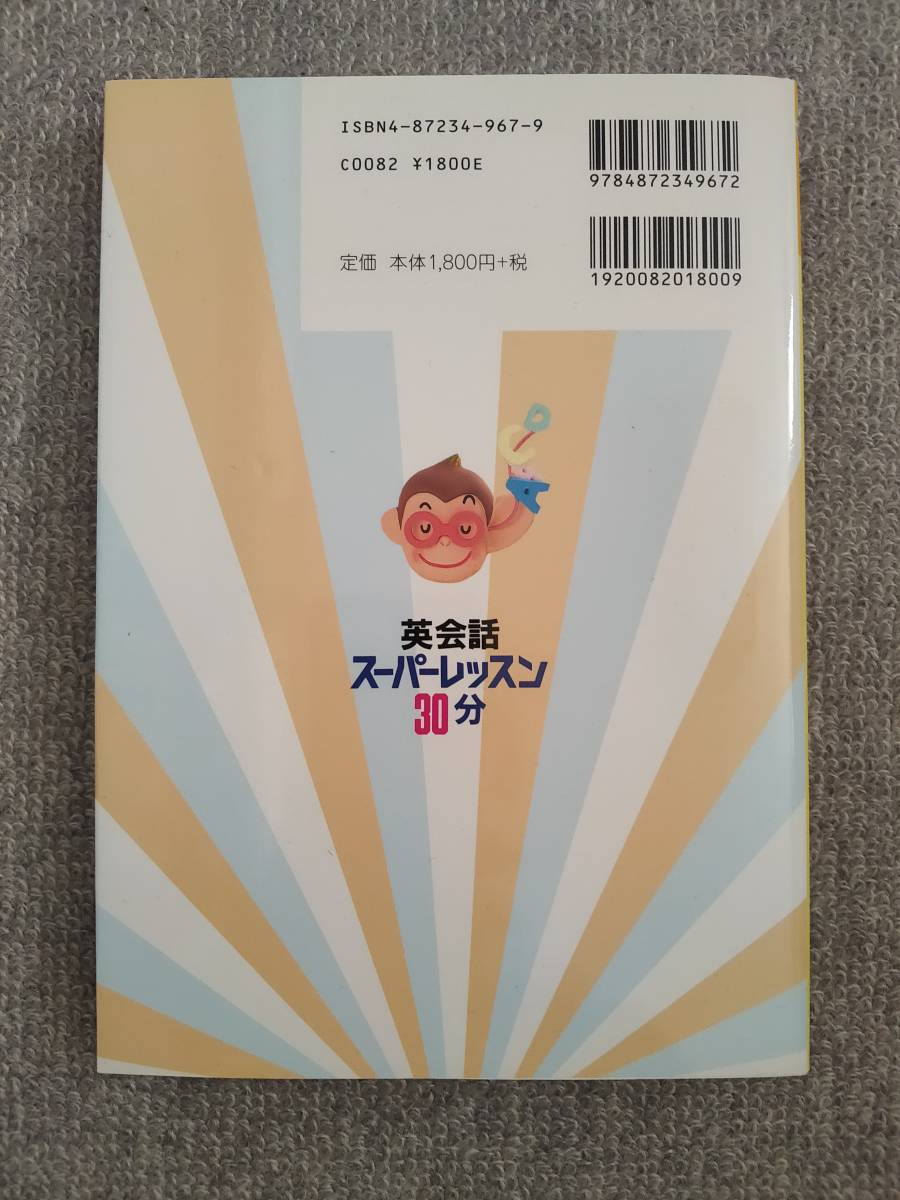 ISBN4-87234-967-9
C0082 ¥1800E
9784872349672
定価 本体1,800円+税
1920082018009
D
C
B
A
英会話
スーパーレッスン
30分